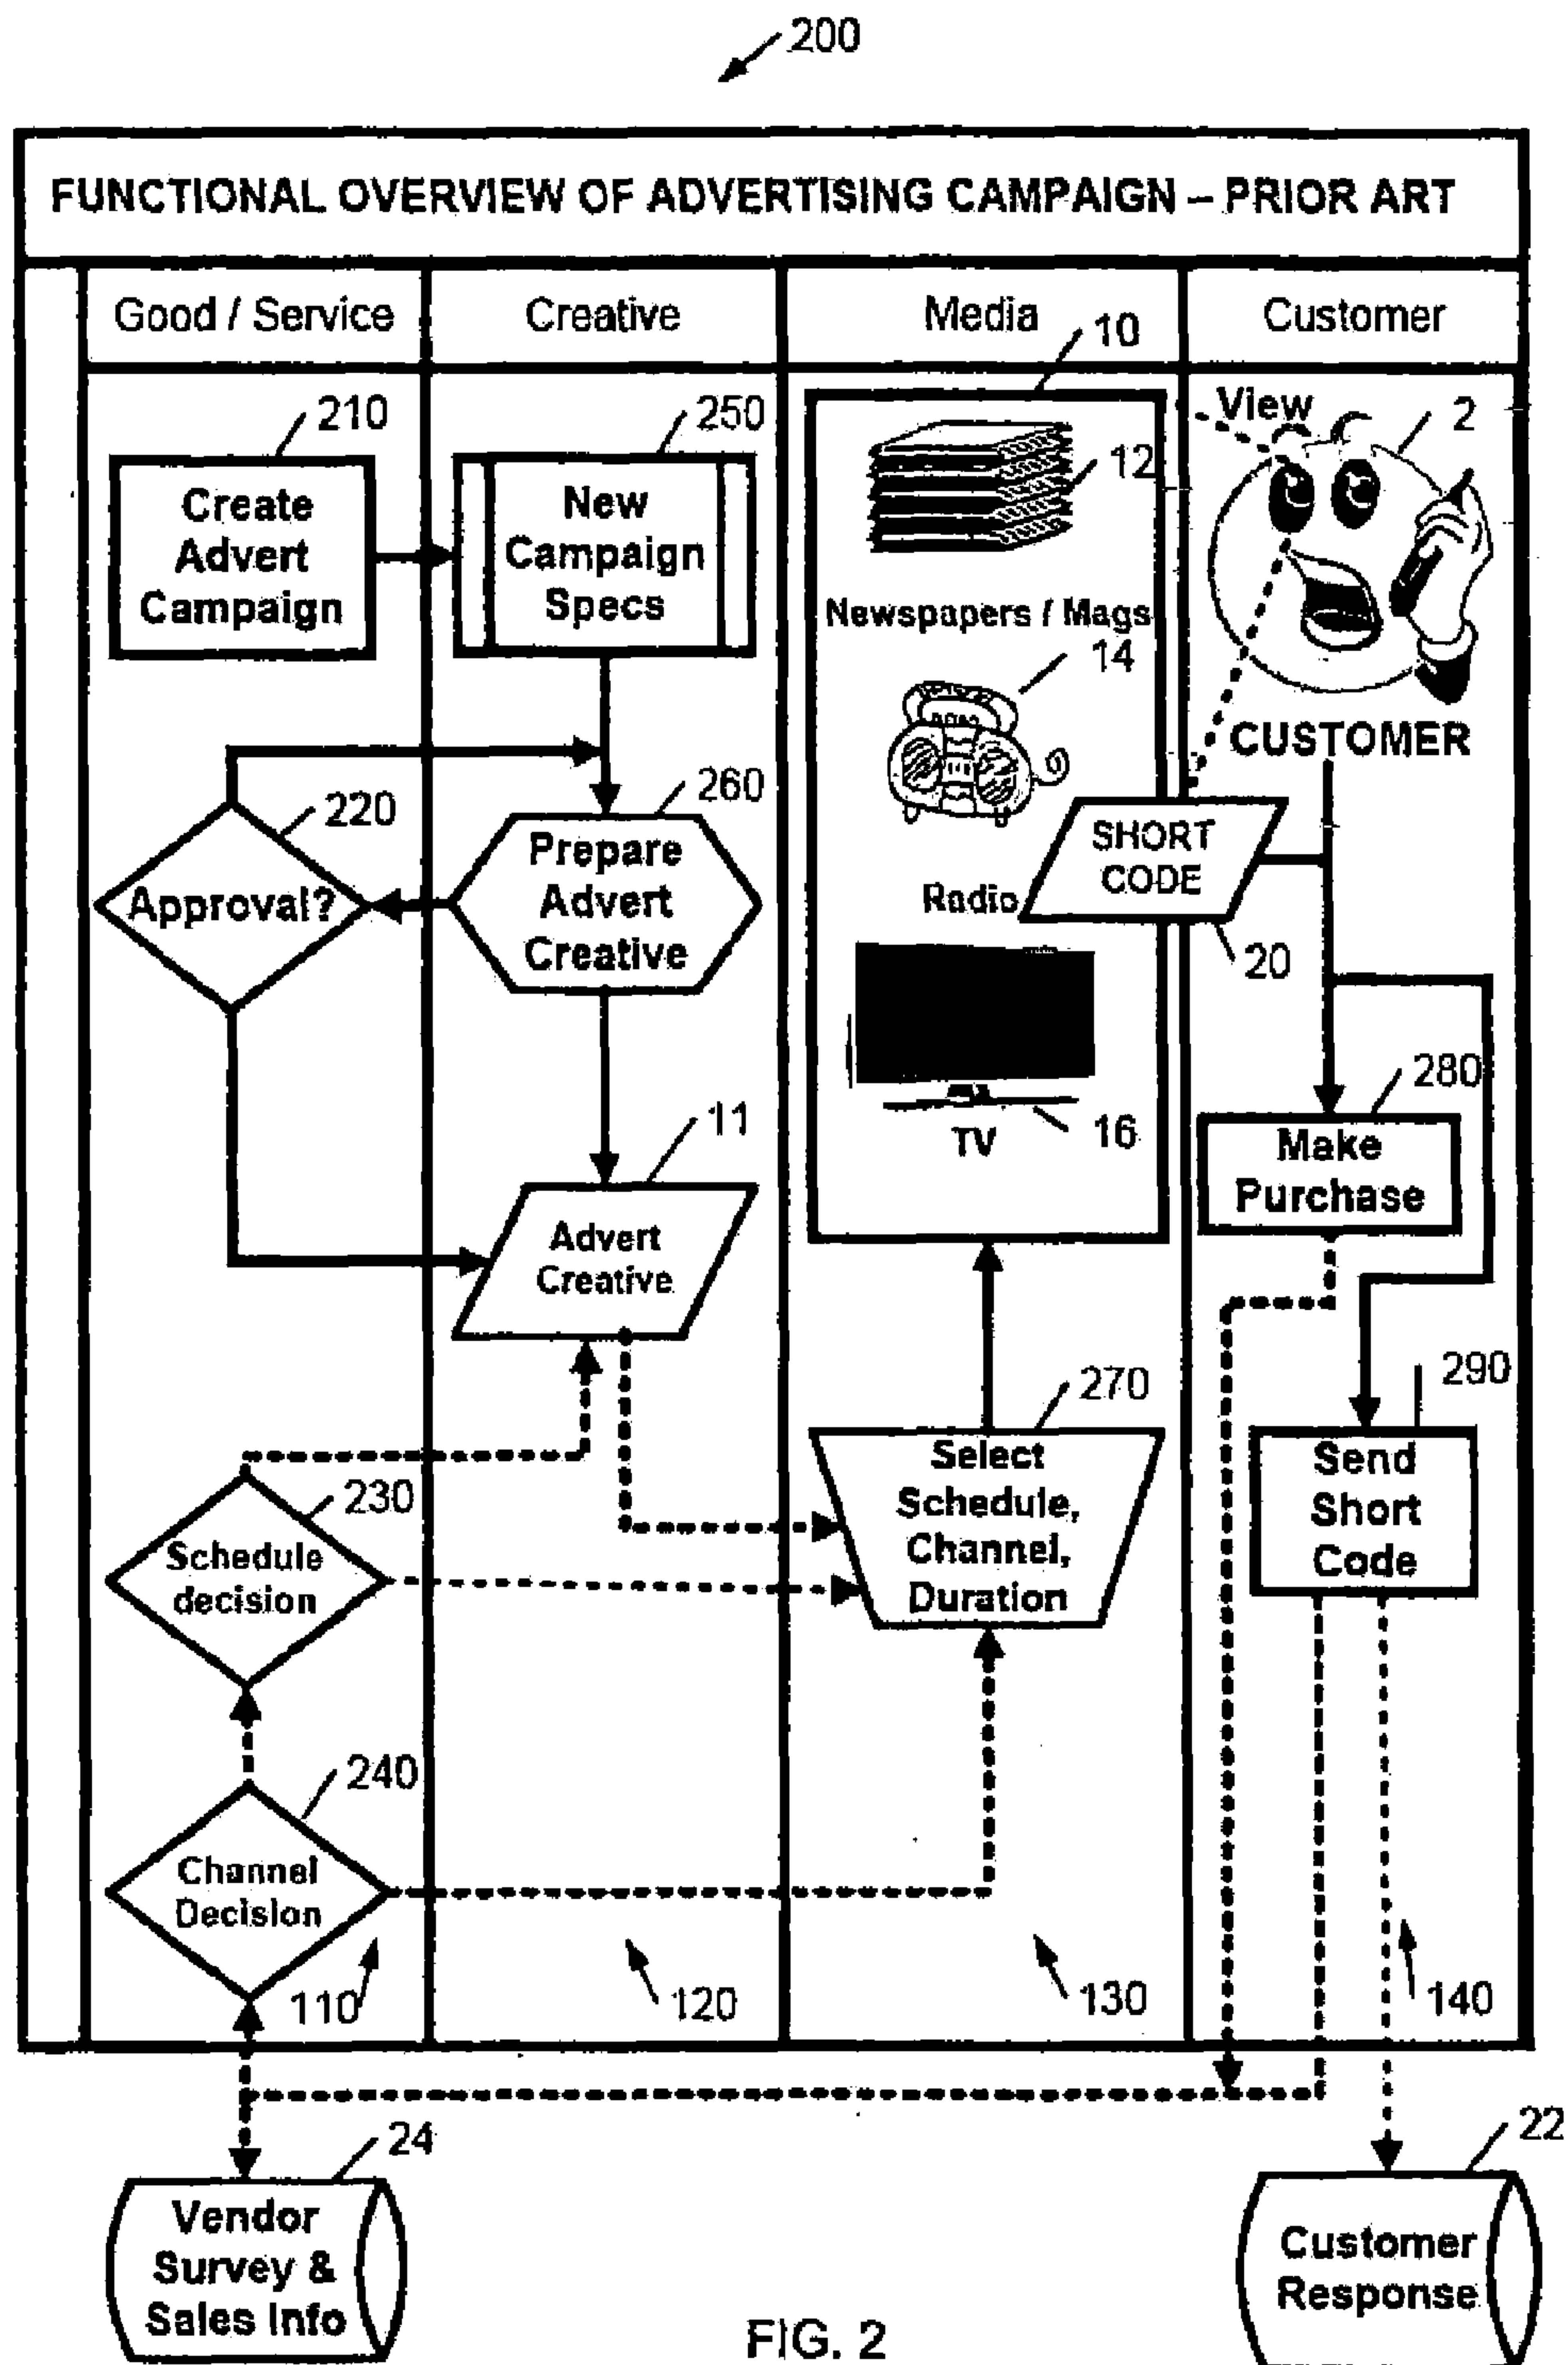 200
FUNCTIONAL OVERVIEW OF ADVERTISING CAMPAIGN – PRIOR ART
Good / Service
Creative
Media
Customer
10
210
Create
Advert
Campaign
250
New
Campaign
Specs
12
Newspapers / Mags
14
View
2
CUSTOMER
220
Approval?
260
Prepare
Advert
Creative
Radio
SHORT
CODE
20
TV
16
280
Make
Purchase
11
Advert
Creative
230
Schedule
decision
270
Select
Schedule,
Channel,
Duration
290
Send
Short
Code
240
Channel
Decision
110
120
130
140
24
Vendor
Survey &
Sales Info
22
Customer
Response
FIG. 2